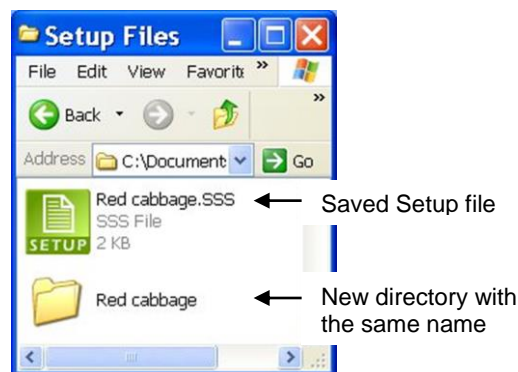 Setup Files
File Edit View Favorite »
Back »
Address C:\Document Go
Red cabbage.SSS
SSS File
2 KB
SETUP
Saved Setup file
Red cabbage
New directory with
the same name